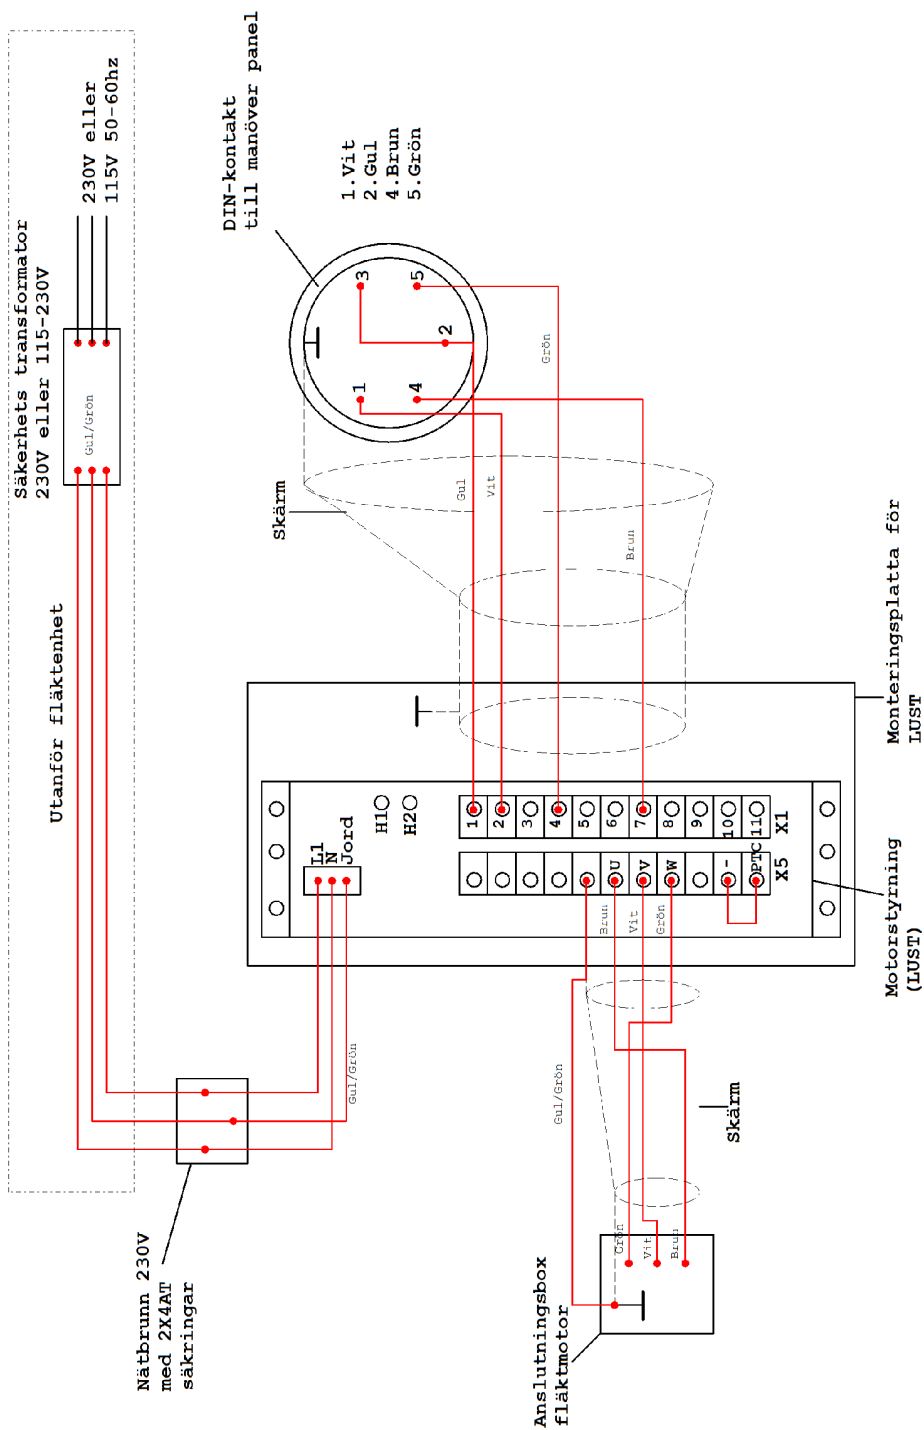 Säkerhets transformator
230V eller 115-230V
230V eller
115V 50-60hz
Gul/Grön
Utanför fläktenhet
DIN-kontakt
till manöver panel
1.Vit
2.Gul
4.Brun
5.Grön
1
2
3
4
5
Skärm
Gul
Vit
Grön
Brun
Monteringsplatta för
LUST
Motorstyrning
(LUST)
L1
N
Jord
H1
H2
1
2
3
4
5
6
7
8
9
10
11
X1
U
V
W
-
PTC
X5
Brun
Vit
Grön
Gul/Grön
Gul/Grön
Skärm
Nätbrunn 230V
med 2X4AT
säkringar
Grön
Vit
Brun
Anslutningsbox
fläktmotor